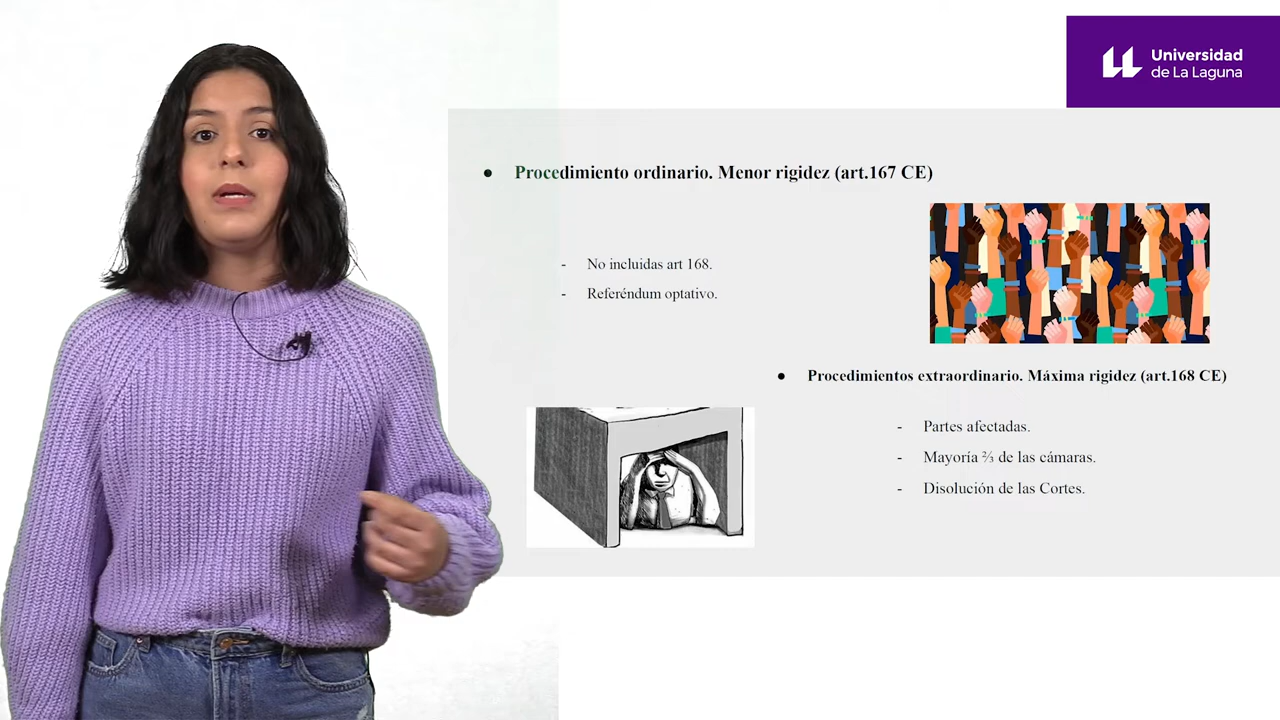 Universidad
de La Laguna
● Procedimiento ordinario. Menor rigidez (art.167 CE)
- No incluidas art 168.
- Referéndum optativo.
● Procedimientos extraordinario. Máxima rigidez (art.168 CE)
- Partes afectadas.
- Mayoría ⅔ de las cámaras.
- Disolución de las Cortes.